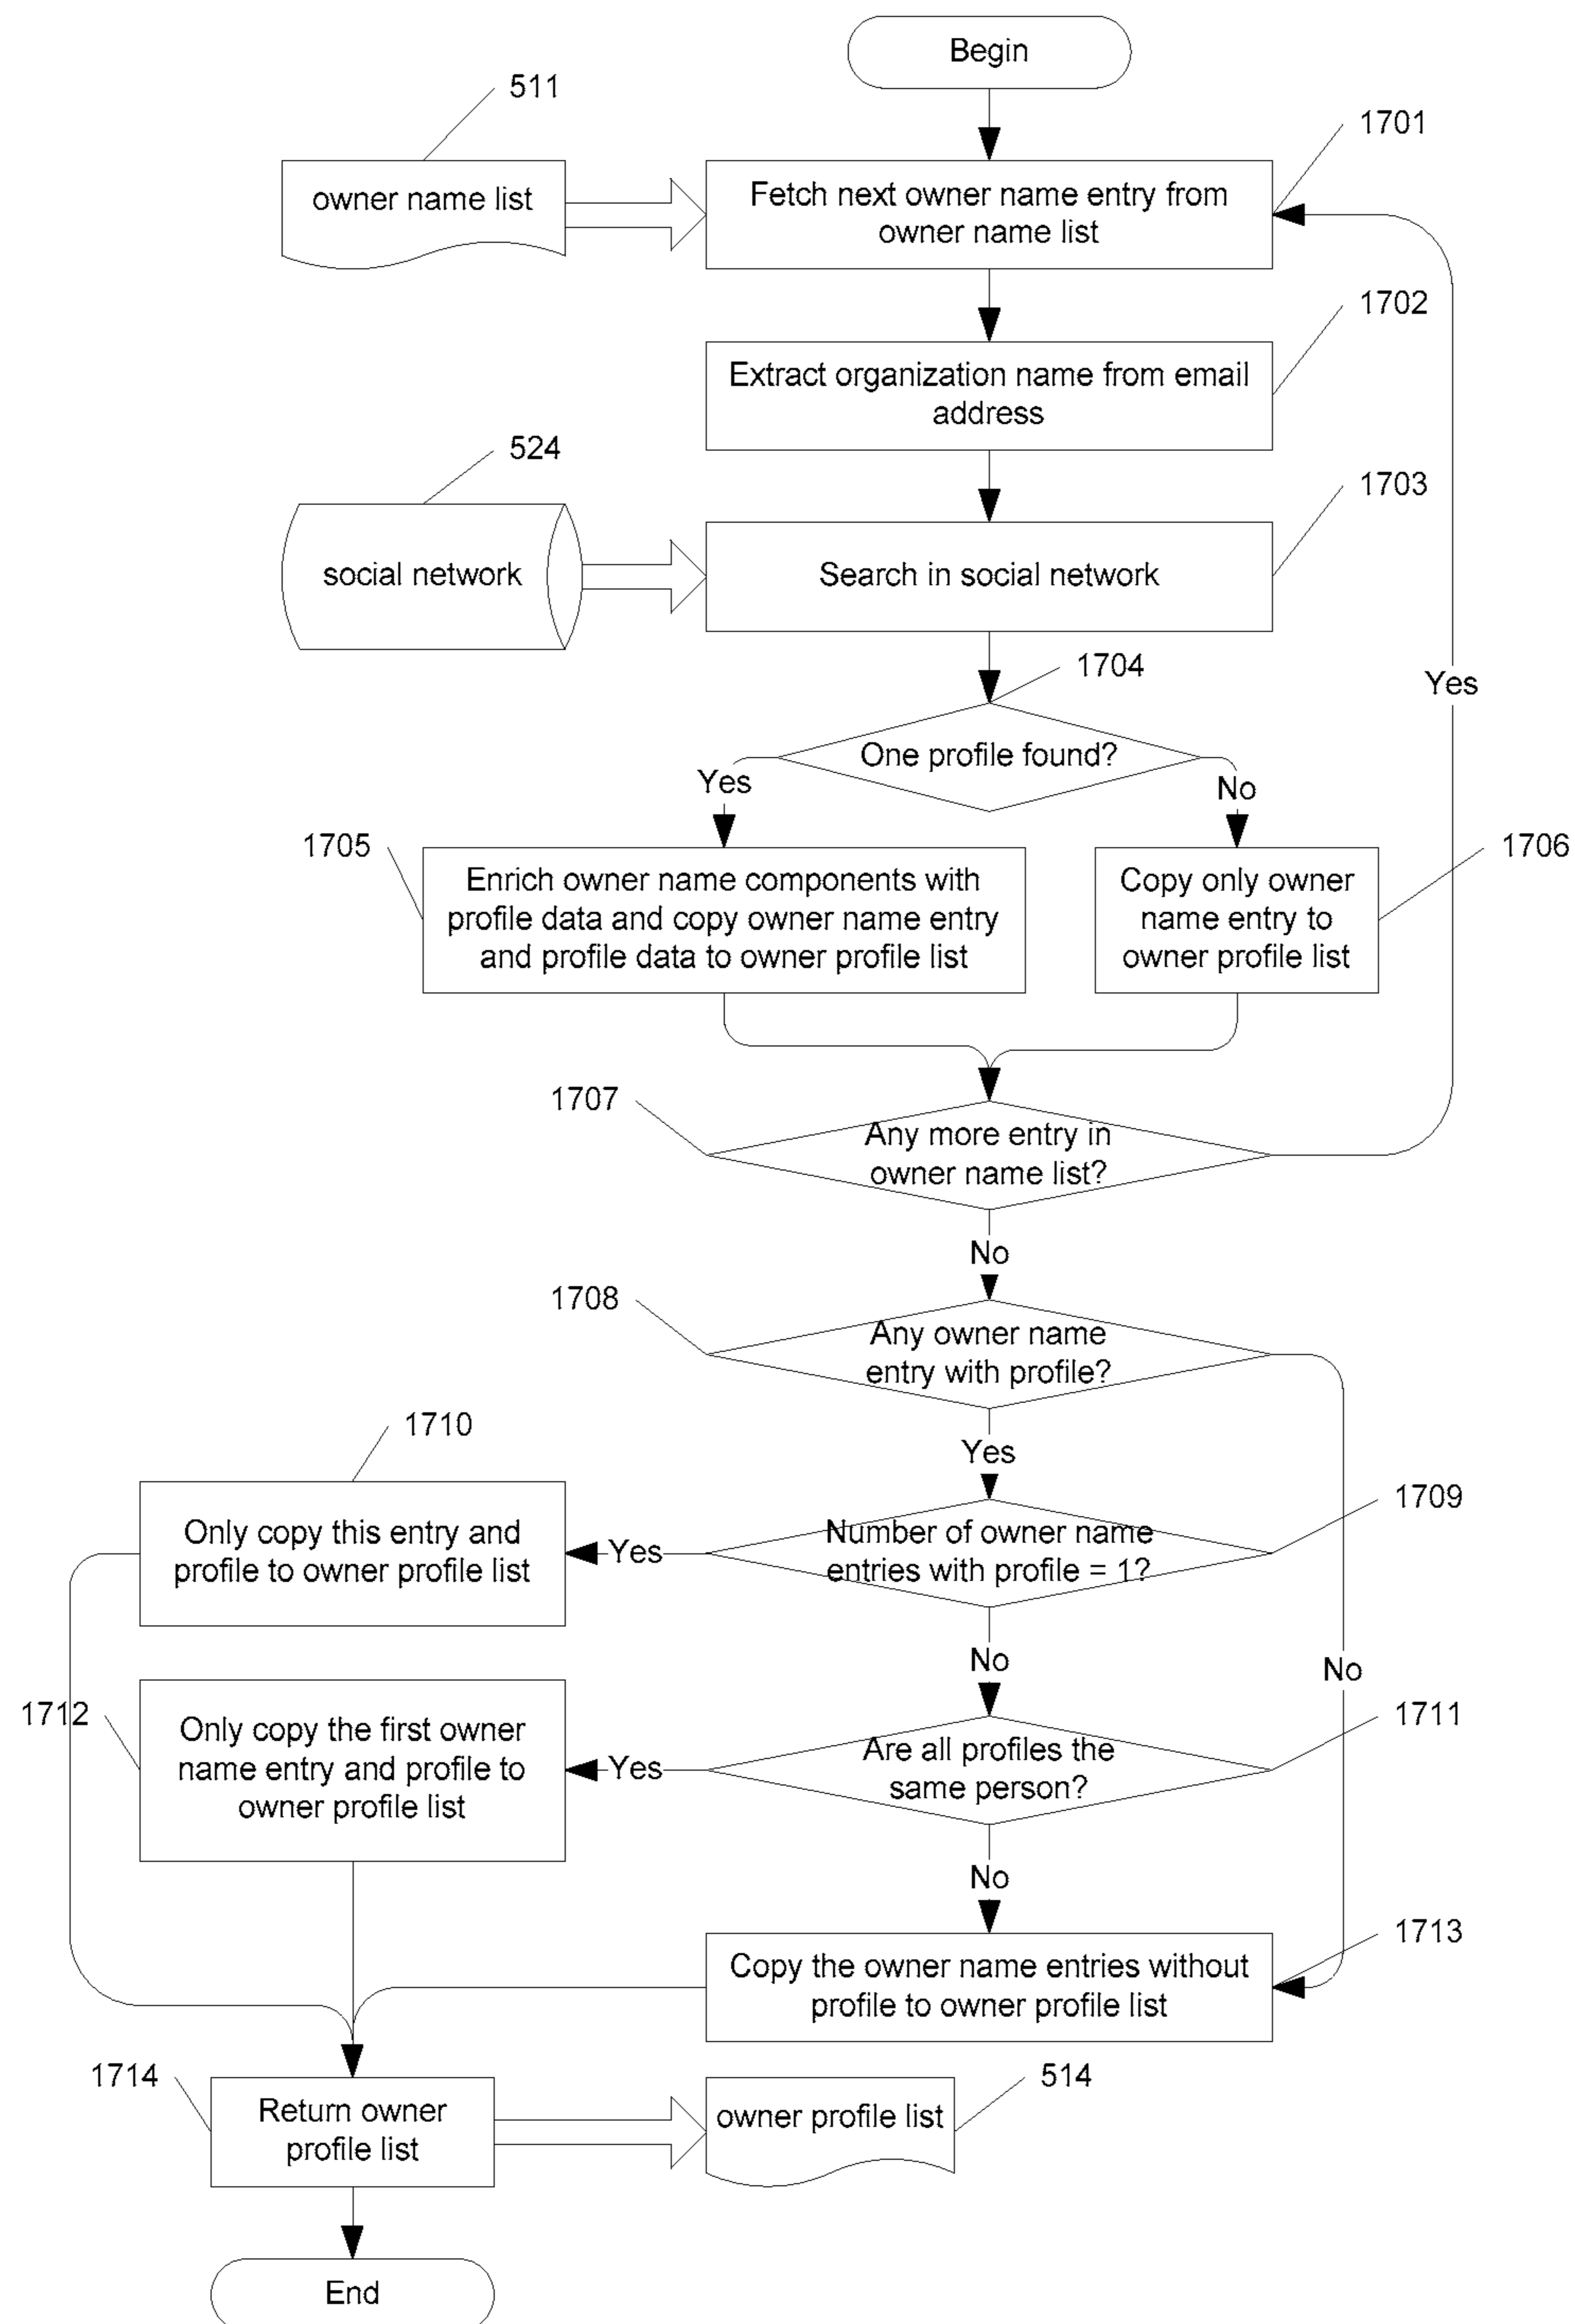 Begin
511
1701
owner name list
Fetch next owner name entry from
owner name list
1702
Extract organization name from email
address
524
1703
social network
Search in social network
1704
Yes
One profile found?
Yes
No
1705
1706
Enrich owner name components with
profile data and copy owner name entry
and profile data to owner profile list
Copy only owner
name entry to
owner profile list
1707
Any more entry in
owner name list?
No
1708
Any owner name
entry with profile?
1710
Yes
1709
Only copy this entry and
profile to owner profile list
Yes
Number of owner name
entries with profile = 1?
No
No
1712
1711
Only copy the first owner
name entry and profile to
owner profile list
Yes
Are all profiles the
same person?
No
1713
Copy the owner name entries without
profile to owner profile list
1714
514
Return owner
profile list
owner profile list
End